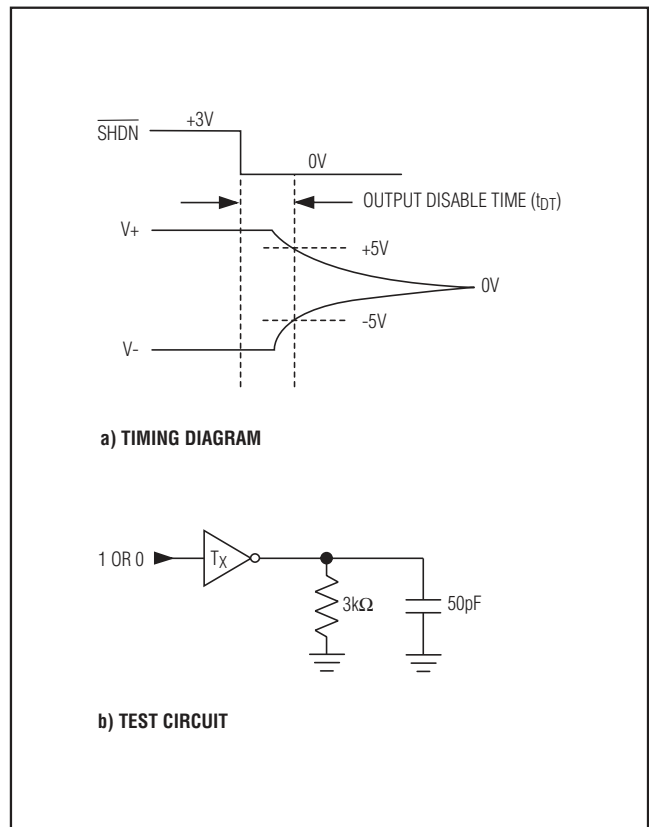 +3V
S̅H̅D̅N̅
0V
OUTPUT DISABLE TIME (tDT)
V+
+5V
0V
-5V
V-
a) TIMING DIAGRAM
1 OR 0
TX
3kΩ
50pF
b) TEST CIRCUIT